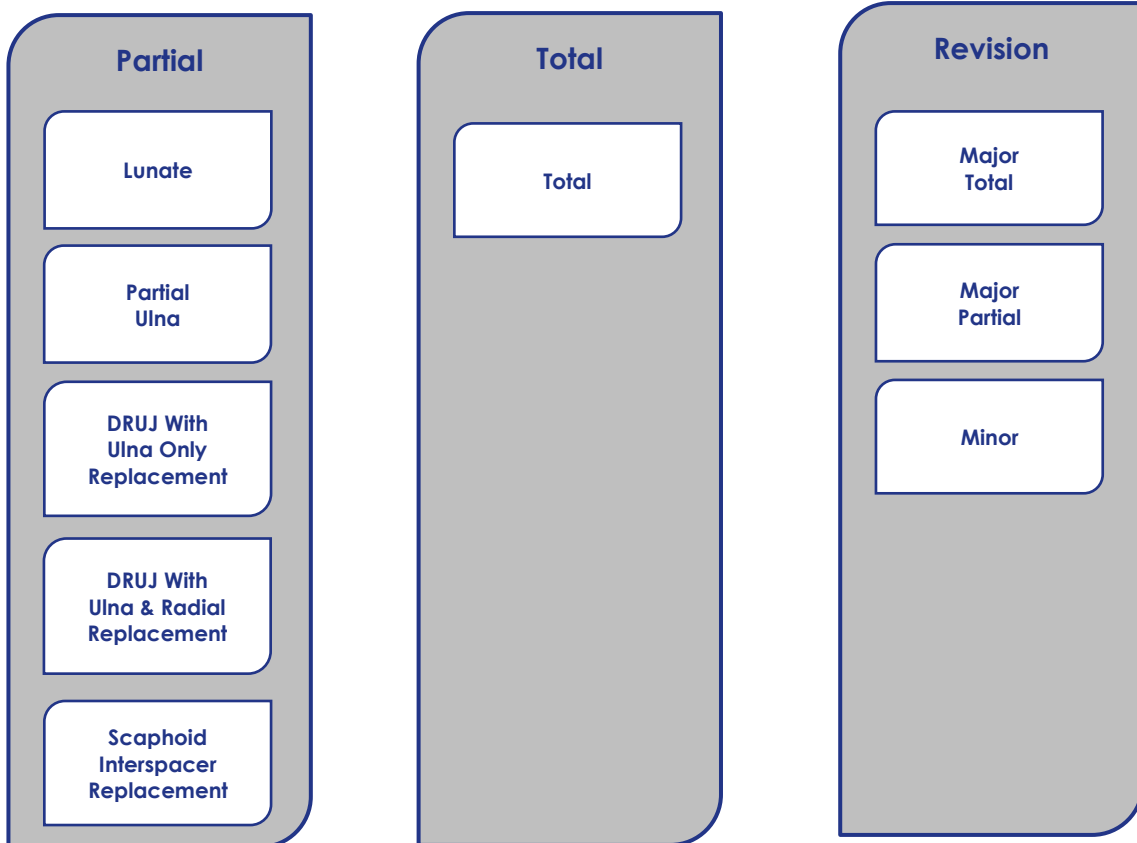 Partial
Lunate
Partial
Ulna
DRUJ With
Ulna Only
Replacement
DRUJ With
Ulna & Radial
Replacement
Scaphoid
Interspacer
Replacement
Total
Total
Revision
Major
Total
Major
Partial
Minor